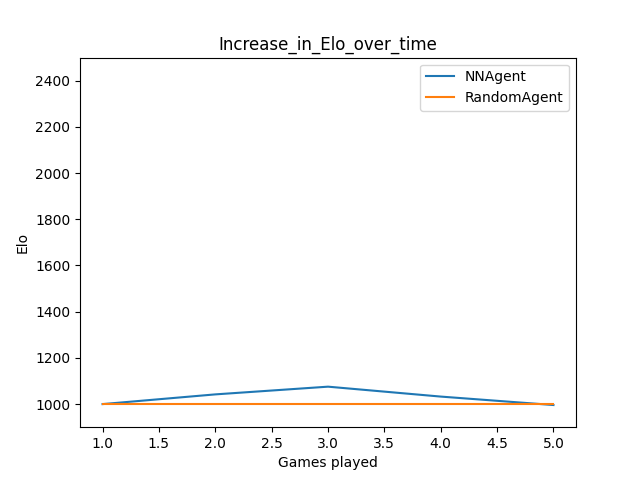 Increase_in_Elo_over_time
NNAgent
RandomAgent
2400
2200
2000
1800
1600
1400
1200
1000
Elo
1.0 1.5 2.0 2.5 3.0 3.5 4.0 4.5 5.0
Games played